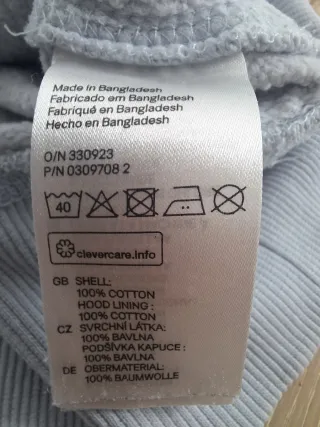 Made in Bangladesh
Fabricado em Bangladesh
Fabriqué en Bangladesh
Hecho en Bangladesh
O/N 330923
P/N 0309708 2
40
clevercare.info
GB SHELL:
100% COTTON
HOOD LINING :
100% COTTON
CZ SVRCHNÍ LÁTKA:
100% BAVLNA
PODŠÍVKA KAPUCE :
100% BAVLNA
DE OBERMATERIAL:
100% BAUMWOLLE